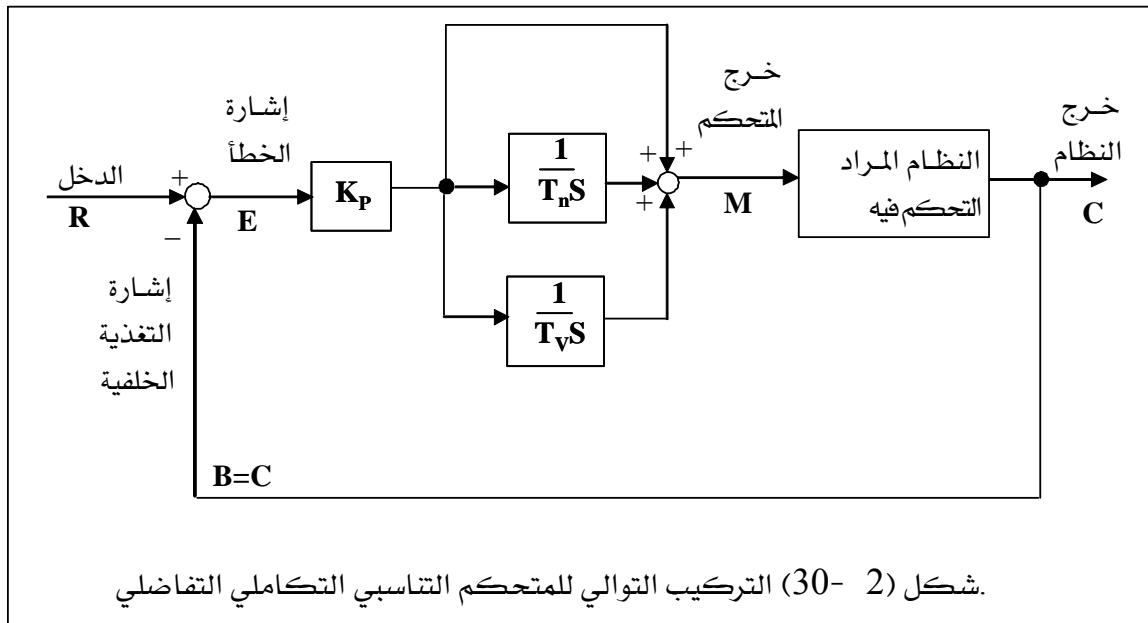 خرج
المتحكم
خرج
النظام
إشارة
الخطأ
الدخل
R
+
−
E
K_P
1
T_nS
1
T_VS
+
+
+
M
النظام المراد
التحكم فيه
C
إشارة
التغذية
الخلفية
B=C
شكل (2 -30) التركيب التوالي للمتحكم التناسبي التكاملي التفاضلي.